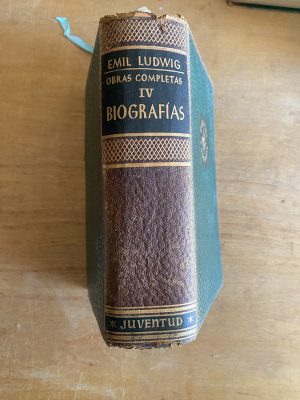 EMIL LUDWIG
OBRAS COMPLETAS
IV
BIOGRAFÍAS
* JUVENTUD *